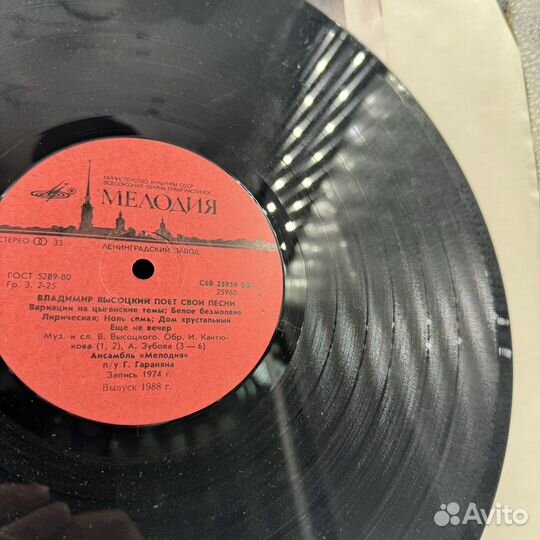 МИНИСТЕРСТВО КУЛЬТУРЫ СССР
ВСЕСОЮЗНАЯ ФИРМА ГРАМПЛАСТИНОК
МЕЛОДИЯ
СТЕРЕО 33
ЛЕНИНГРАДСКИЙ ЗАВОД
ГОСТ 5289-80
Гр. 3. 2-25
С60 25959 009
25960
ВЛАДИМИР ВЫСОЦКИЙ ПОЕТ СВОИ ПЕСНИ
Вариации на цыганские темы; Белое безмолвие
Лирическая; Ноль семь; Дом хрустальный
Еще не вечер
Муз. и сл. В. Высоцкого. Обр. И. Кантю-
кова (1, 2), А. Зубова (3—6)
Ансамбль «Мелодия»
п/у Г. Гараняна
Запись 1974 г.
Выпуск 1988 г.
Avito